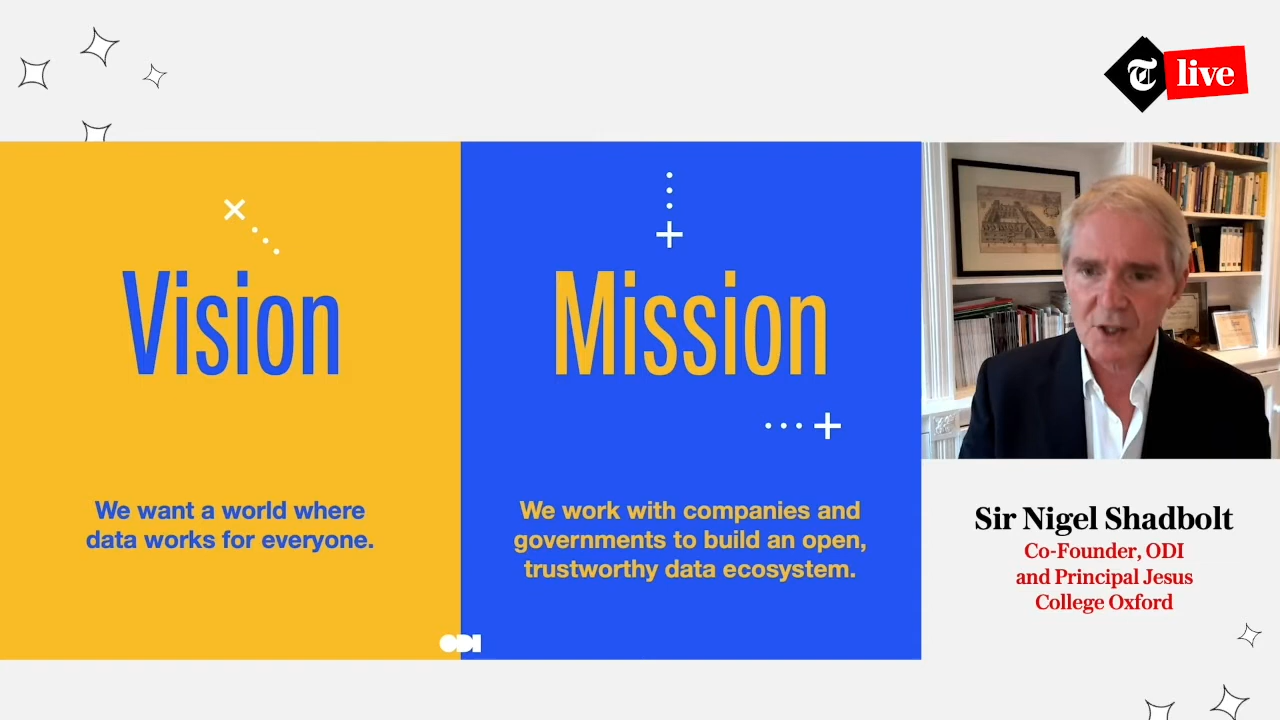 T live
Vision
We want a world where
data works for everyone.
Mission
We work with companies and
governments to build an open,
trustworthy data ecosystem.
ODI
Sir Nigel Shadbolt
Co-Founder, ODI
and Principal Jesus
College Oxford